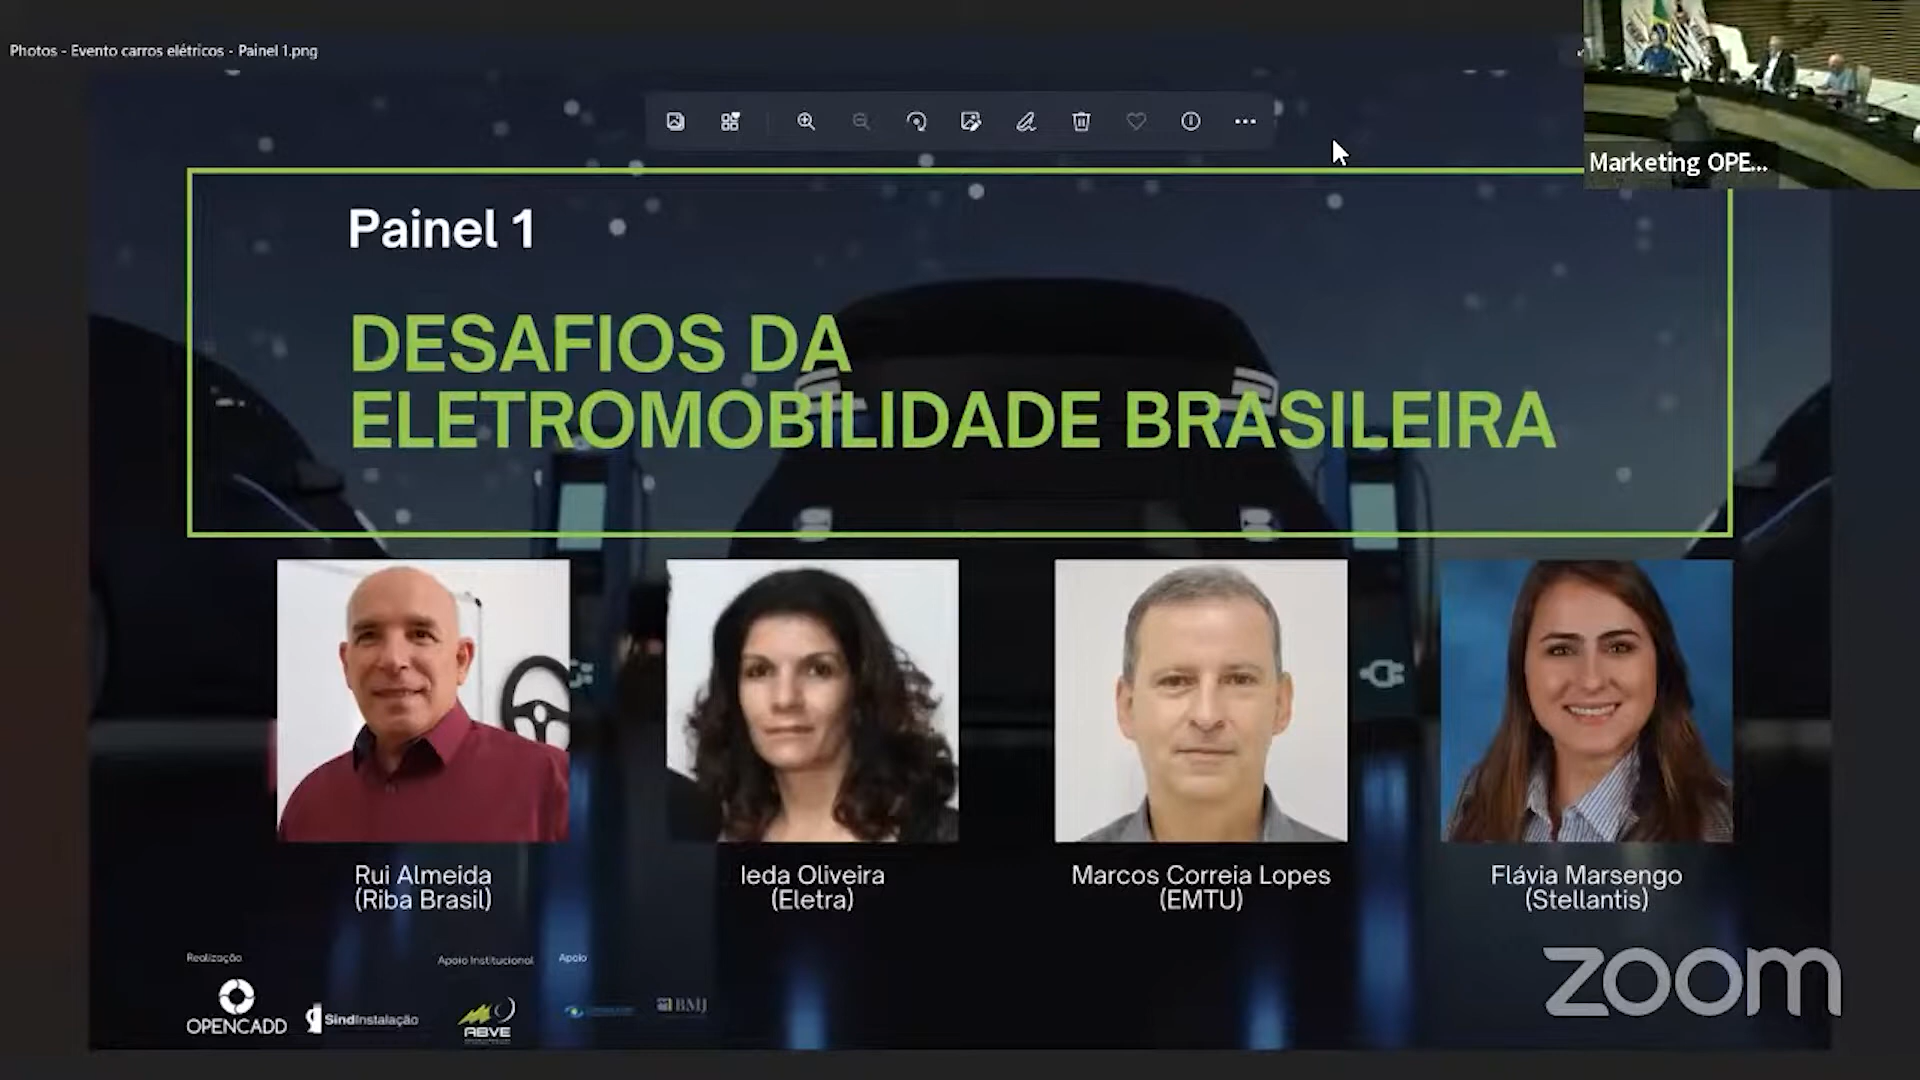 Photos - Evento carros elétricos - Painel 1.png
Marketing OPE...
Painel 1
DESAFIOS DA
ELETROMOBILIDADE BRASILEIRA
Rui Almeida
(Riba Brasil)
Ieda Oliveira
(Eletra)
Marcos Correia Lopes
(EMTU)
Flávia Marsengo
(Stellantis)
Realização
Apoio Institucional
Apoio
OPENCADD
SindInstalação
ABVE
BMJ
zoom